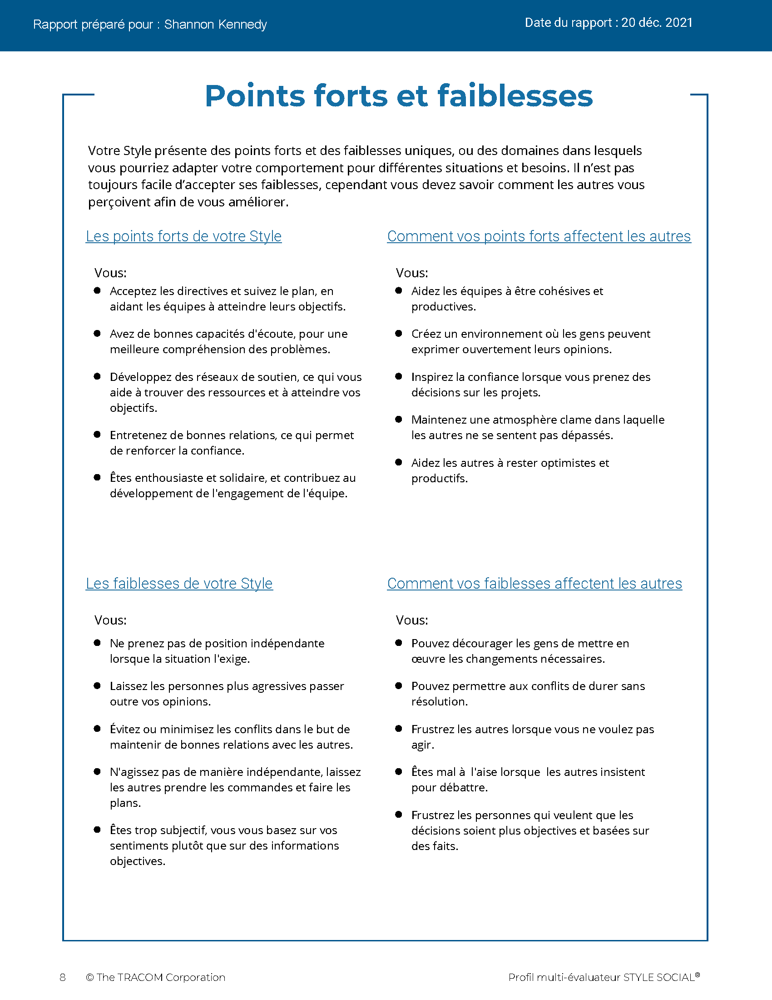 Rapport préparé pour : Shannon Kennedy
Date du rapport : 20 déc. 2021
Points forts et faiblesses
Votre Style présente des points forts et des faiblesses uniques, ou des domaines dans lesquels
vous pourriez adapter votre comportement pour différentes situations et besoins. Il n’est pas
toujours facile d’accepter ses faiblesses, cependant vous devez savoir comment les autres vous
perçoivent afin de vous améliorer.
Les points forts de votre Style
Vous:
● Acceptez les directives et suivez le plan, en
aidant les équipes à atteindre leurs objectifs.
● Avez de bonnes capacités d'écoute, pour une
meilleure compréhension des problèmes.
● Développez des réseaux de soutien, ce qui vous
aide à trouver des ressources et à atteindre vos
objectifs.
● Entretenez de bonnes relations, ce qui permet
de renforcer la confiance.
● Êtes enthousiaste et solidaire, et contribuez au
développement de l'engagement de l'équipe.
Comment vos points forts affectent les autres
Vous:
● Aidez les équipes à être cohésives et
productives.
● Créez un environnement où les gens peuvent
exprimer ouvertement leurs opinions.
● Inspirez la confiance lorsque vous prenez des
décisions sur les projets.
● Maintenez une atmosphère clame dans laquelle
les autres ne se sentent pas dépassés.
● Aidez les autres à rester optimistes et
productifs.
Les faiblesses de votre Style
Vous:
● Ne prenez pas de position indépendante
lorsque la situation l'exige.
● Laissez les personnes plus agressives passer
outre vos opinions.
● Évitez ou minimisez les conflits dans le but de
maintenir de bonnes relations avec les autres.
● N'agissez pas de manière indépendante, laissez
les autres prendre les commandes et faire les
plans.
● Êtes trop subjectif, vous vous basez sur vos
sentiments plutôt que sur des informations
objectives.
Comment vos faiblesses affectent les autres
Vous:
● Pouvez décourager les gens de mettre en
œuvre les changements nécessaires.
● Pouvez permettre aux conflits de durer sans
résolution.
● Frustrez les autres lorsque vous ne voulez pas
agir.
● Êtes mal à  l'aise lorsque  les autres insistent
pour débattre.
● Frustrez les personnes qui veulent que les
décisions soient plus objectives et basées sur
des faits.
8 © The TRACOM Corporation
Profil multi-évaluateur STYLE SOCIAL®